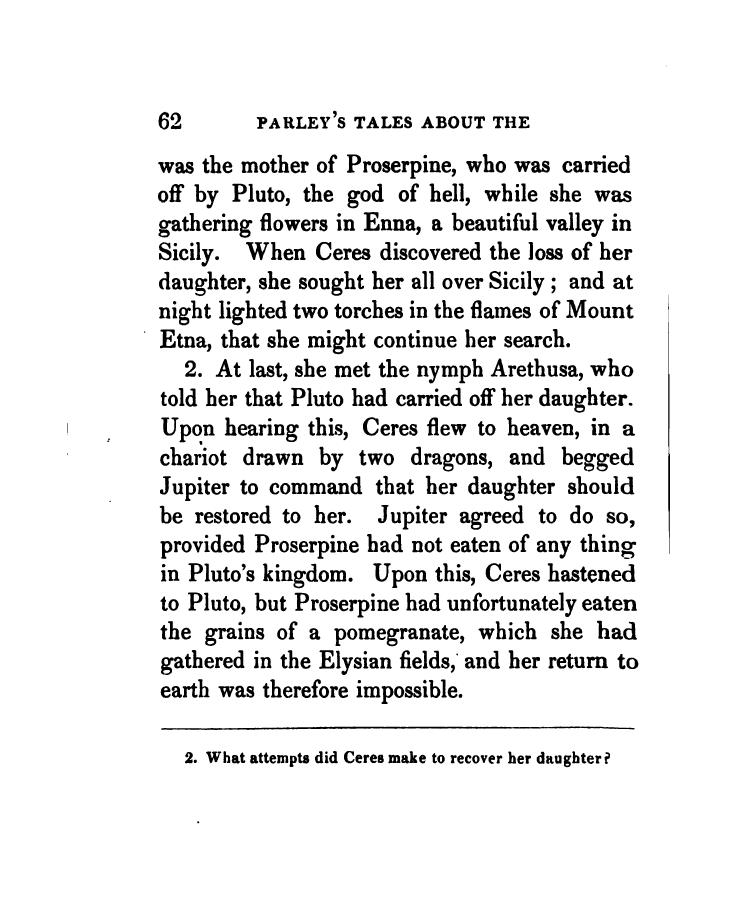 62 PARLEY'S TALES ABOUT THE
was the mother of Proserpine, who was carried
off by Pluto, the god of hell, while she was
gathering flowers in Enna, a beautiful valley in
Sicily. When Ceres discovered the loss of her
daughter, she sought her all over Sicily ; and at
night lighted two torches in the flames of Mount
Etna, that she might continue her search.
2. At last, she met the nymph Arethusa, who
told her that Pluto had carried off her daughter.
Upon hearing this, Ceres flew to heaven, in a
chariot drawn by two dragons, and begged
Jupiter to command that her daughter should
be restored to her. Jupiter agreed to do so,
provided Proserpine had not eaten of any thing
in Pluto's kingdom. Upon this, Ceres hastened
to Pluto, but Proserpine had unfortunately eaten
the grains of a pomegranate, which she had
gathered in the Elysian fields, and her return to
earth was therefore impossible.
2. What attempts did Ceres make to recover her daughter?